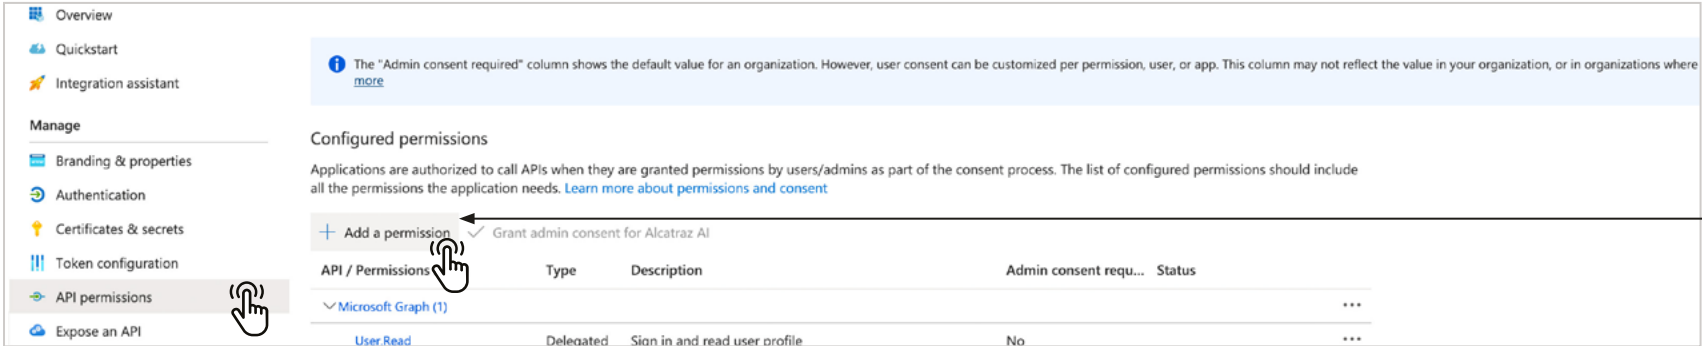 Overview
Quickstart
Integration assistant
Manage
Branding & properties
Authentication
Certificates & secrets
Token configuration
API permissions
Expose an API
The "Admin consent required" column shows the default value for an organization. However, user consent can be customized per permission, user, or app. This column may not reflect the value in your organization, or in organizations where
more
Configured permissions
Applications are authorized to call APIs when they are granted permissions by users/admins as part of the consent process. The list of configured permissions should include
all the permissions the application needs. Learn more about permissions and consent
Add a permission Grant admin consent for Alcatraz AI
API / Permissions Type Description Admin consent requ... Status
Microsoft Graph (1) ...
User.Read Delegated Sign in and read user profile No ...